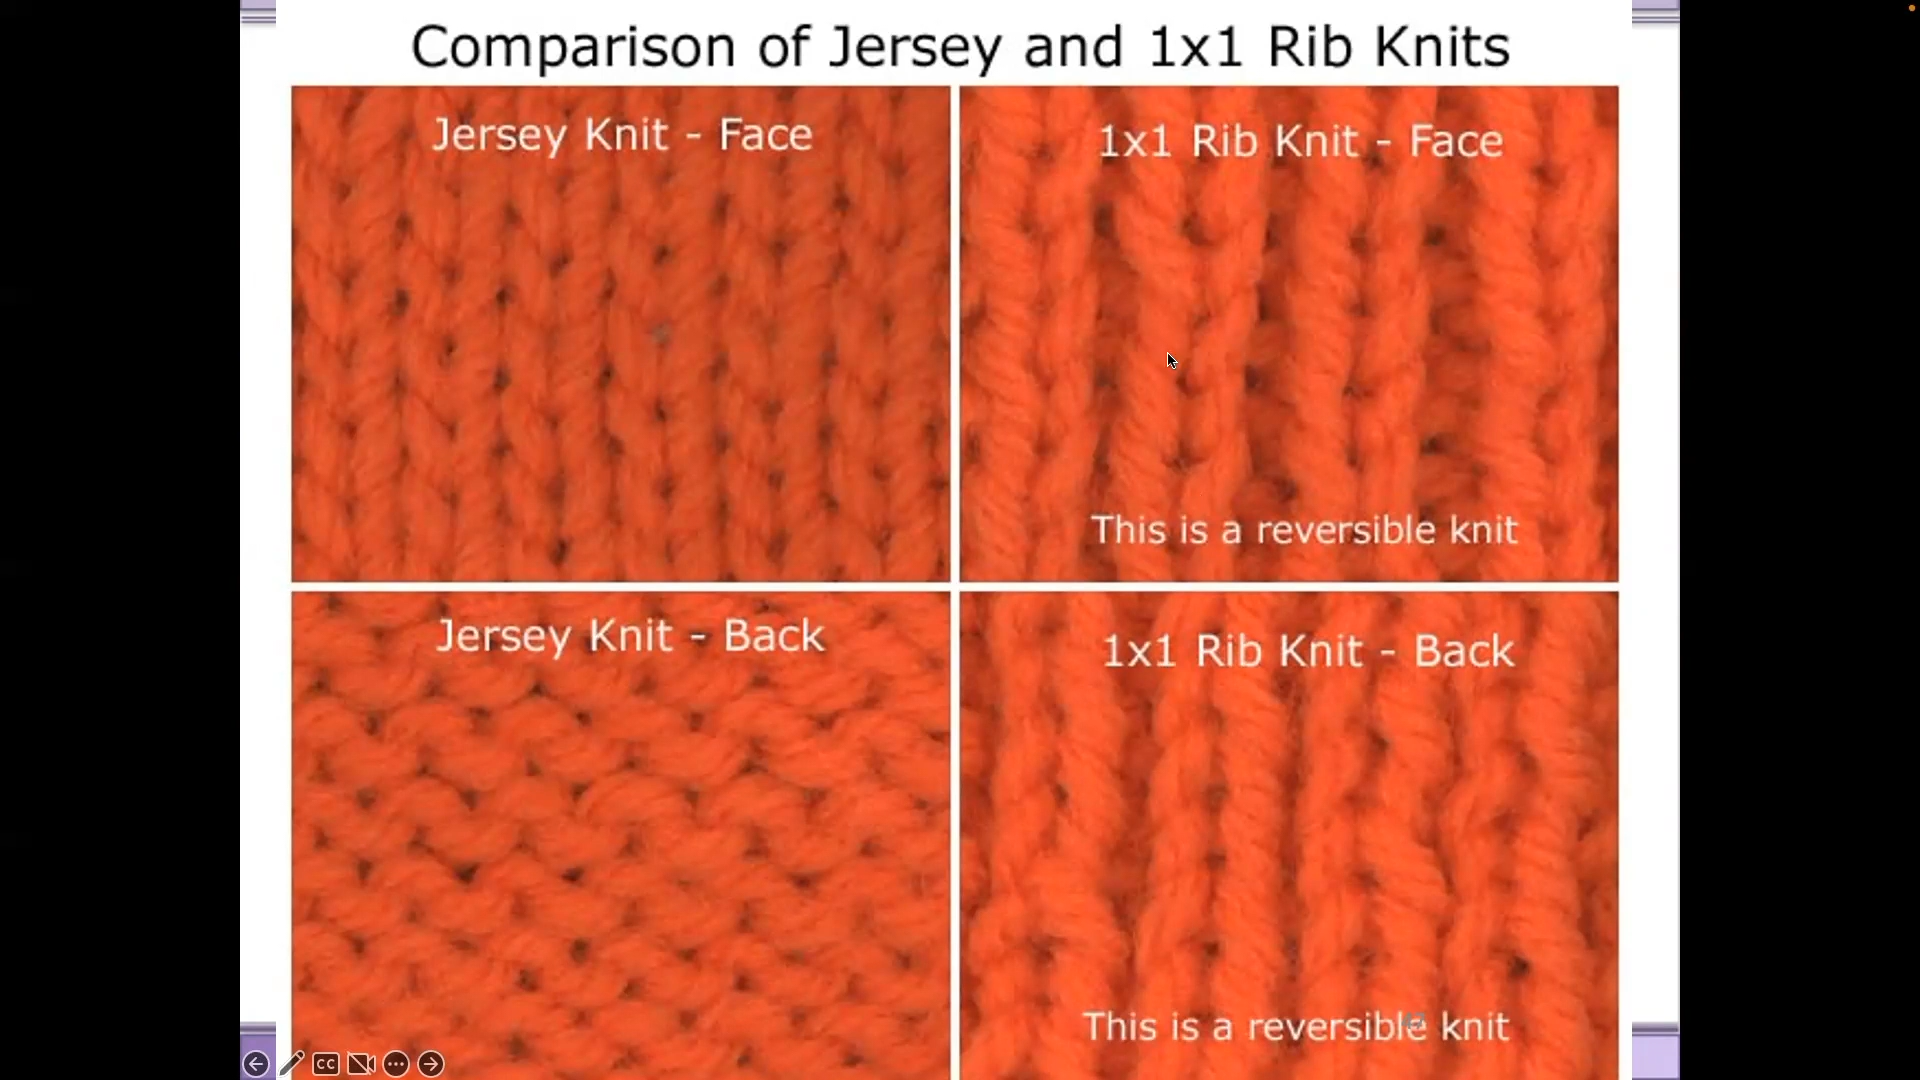 Comparison of Jersey and 1x1 Rib Knits
Jersey Knit - Face
1x1 Rib Knit - Face
This is a reversible knit
Jersey Knit - Back
1x1 Rib Knit - Back
This is a reversible knit
CC